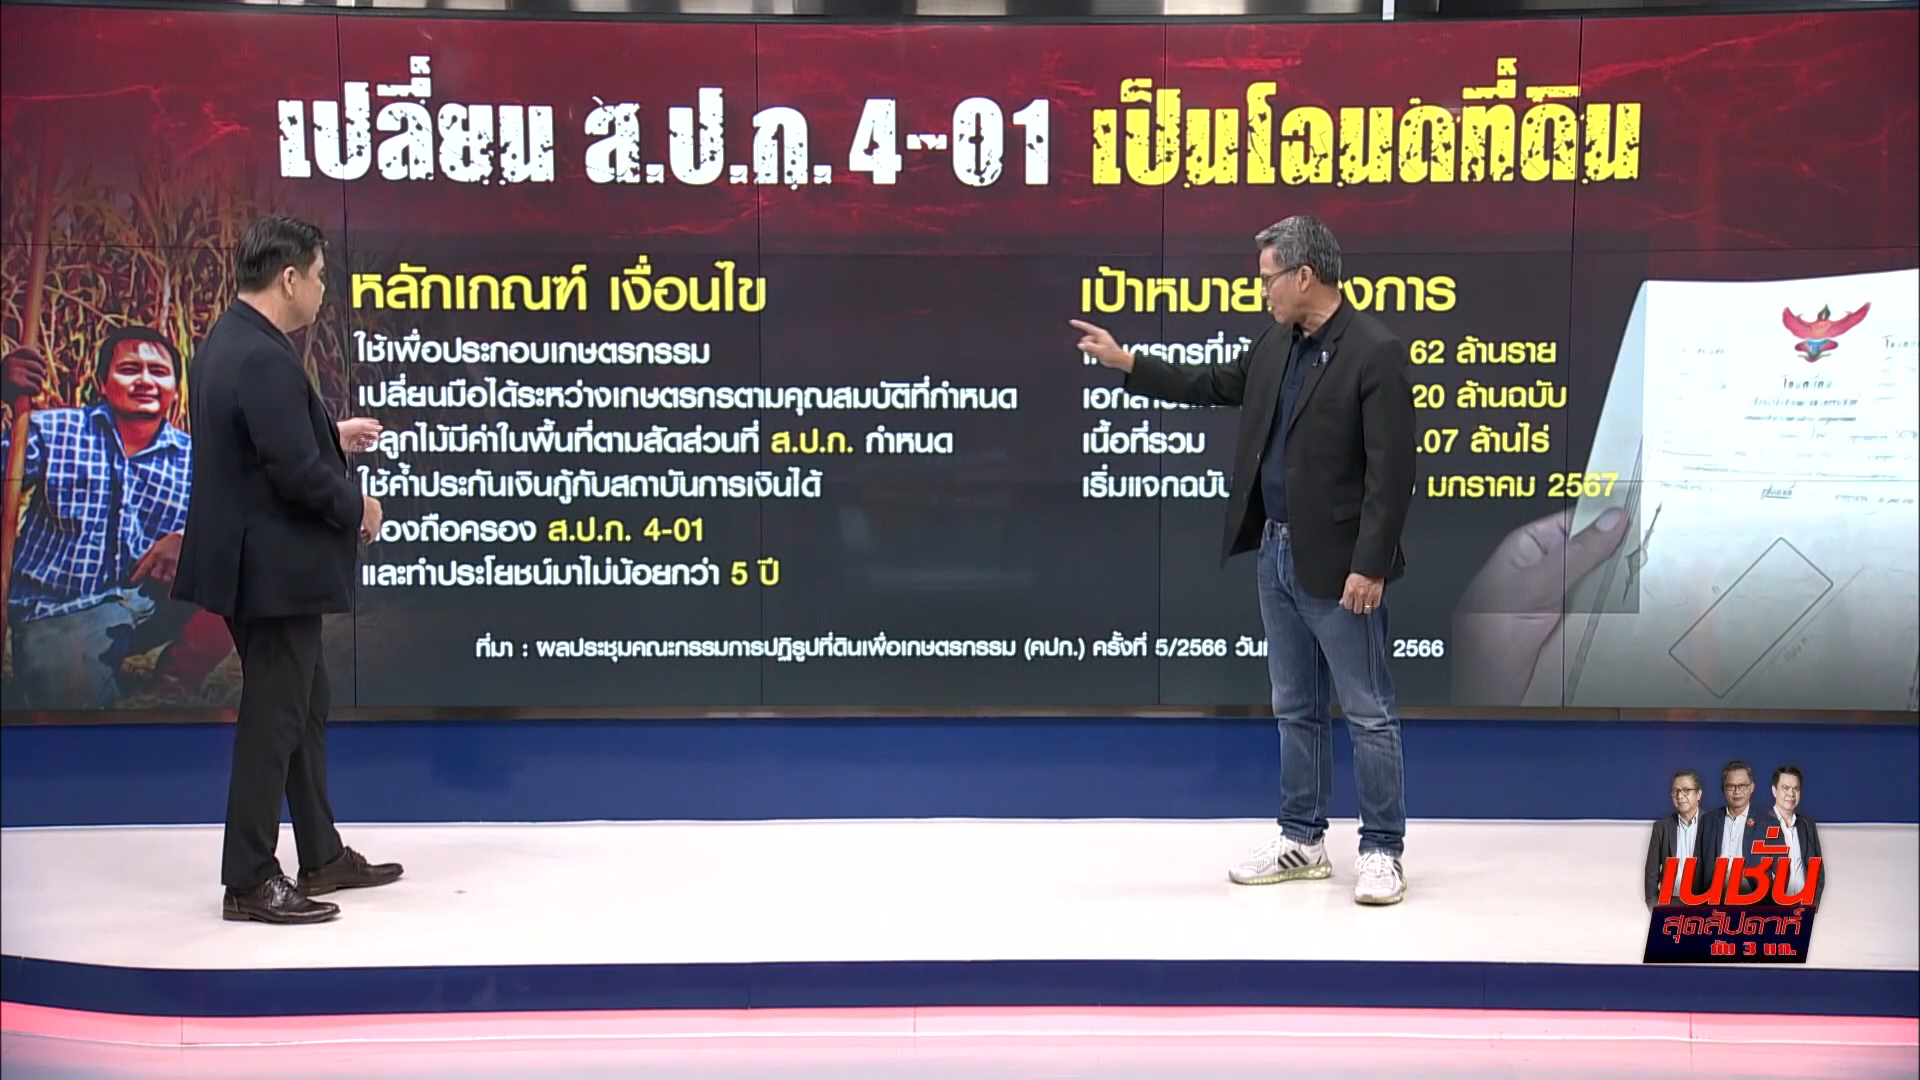 เปลี่ยน ส.ป.ก. 4-01 เป็นโฉนดที่ดิน
หลักเกณฑ์ เงื่อนไข
ใช้เพื่อประกอบเกษตรกรรม
เปลี่ยนมือได้ระหว่างเกษตรกรตามคุณสมบัติที่กำหนด
ปลูกไม้มีค่าในพื้นที่ตามสัดส่วนที่ ส.ป.ก. กำหนด
ใช้ค้ำประกันเงินกู้กับสถาบันการเงินได้
ต้องถือครอง ส.ป.ก. 4-01
และทำประโยชน์มาไม่น้อยกว่า 5 ปี
เป้าหมาย
62 ล้านราย
20 ล้านฉบับ
เนื้อที่รวม .07 ล้านไร่
เริ่มแจกฉบับ มกราคม 2567
ที่มา : ผลประชุมคณะกรรมการปฏิรูปที่ดินเพื่อเกษตรกรรม (คปก.) ครั้งที่ 5/2566 2566
เนชั่น
สุดสัปดาห์
กับ 3 บก.